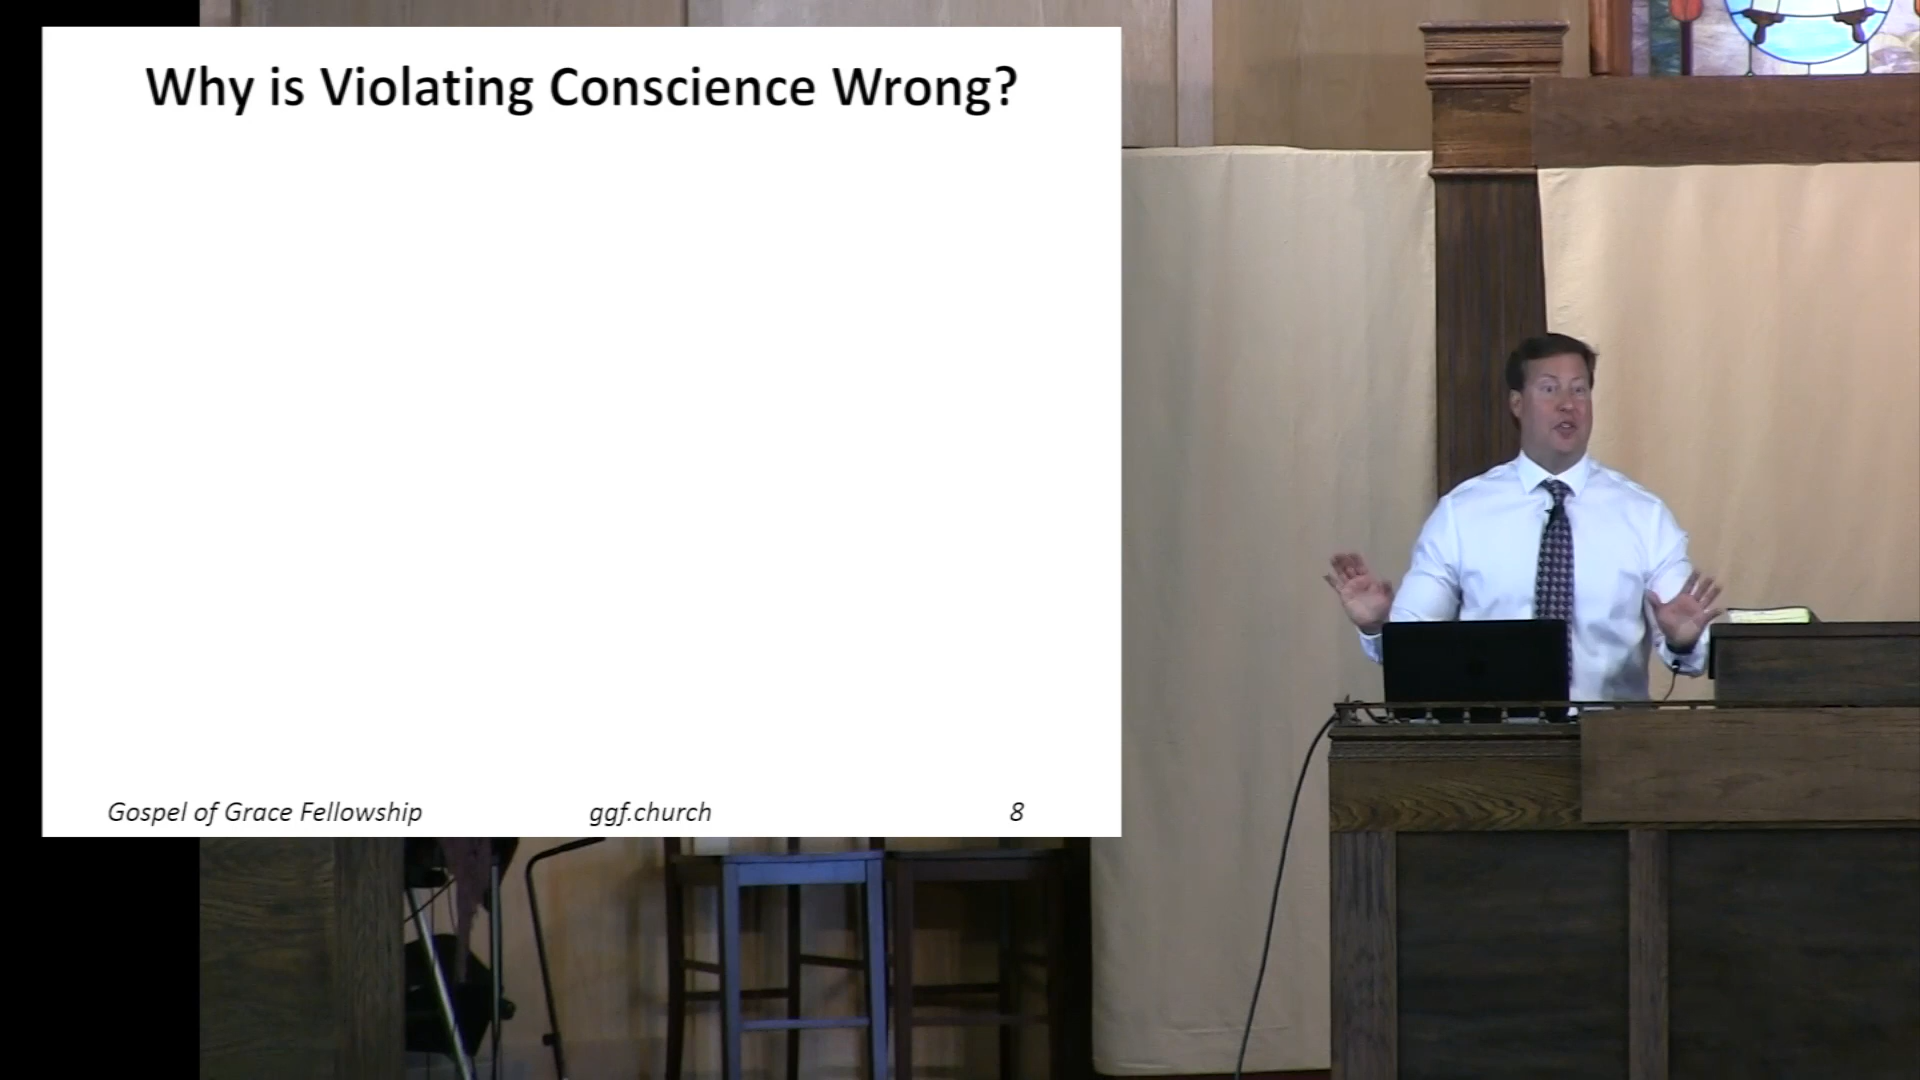 Why is Violating Conscience Wrong?
Gospel of Grace Fellowship ggf.church 8